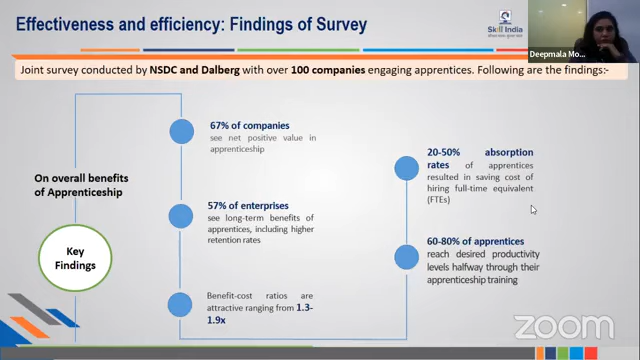 Effectiveness and efficiency: Findings of Survey
Skill India
Deepmala Mo...
Joint survey conducted by NSDC and Dalberg with over 100 companies engaging apprentices. Following are the findings:-
On overall benefits
of Apprenticeship
Key
Findings
67% of companies
see net positive value in
apprenticeship
57% of enterprises
see long-term benefits of
apprentices, including higher
retention rates
Benefit-cost ratios are
attractive ranging from 1.3-
1.9x
20-50% absorption
rates of apprentices
resulted in saving cost of
hiring full-time equivalent
(FTEs)
60-80% of apprentices
reach desired productivity
levels halfway through their
apprenticeship training
zoom